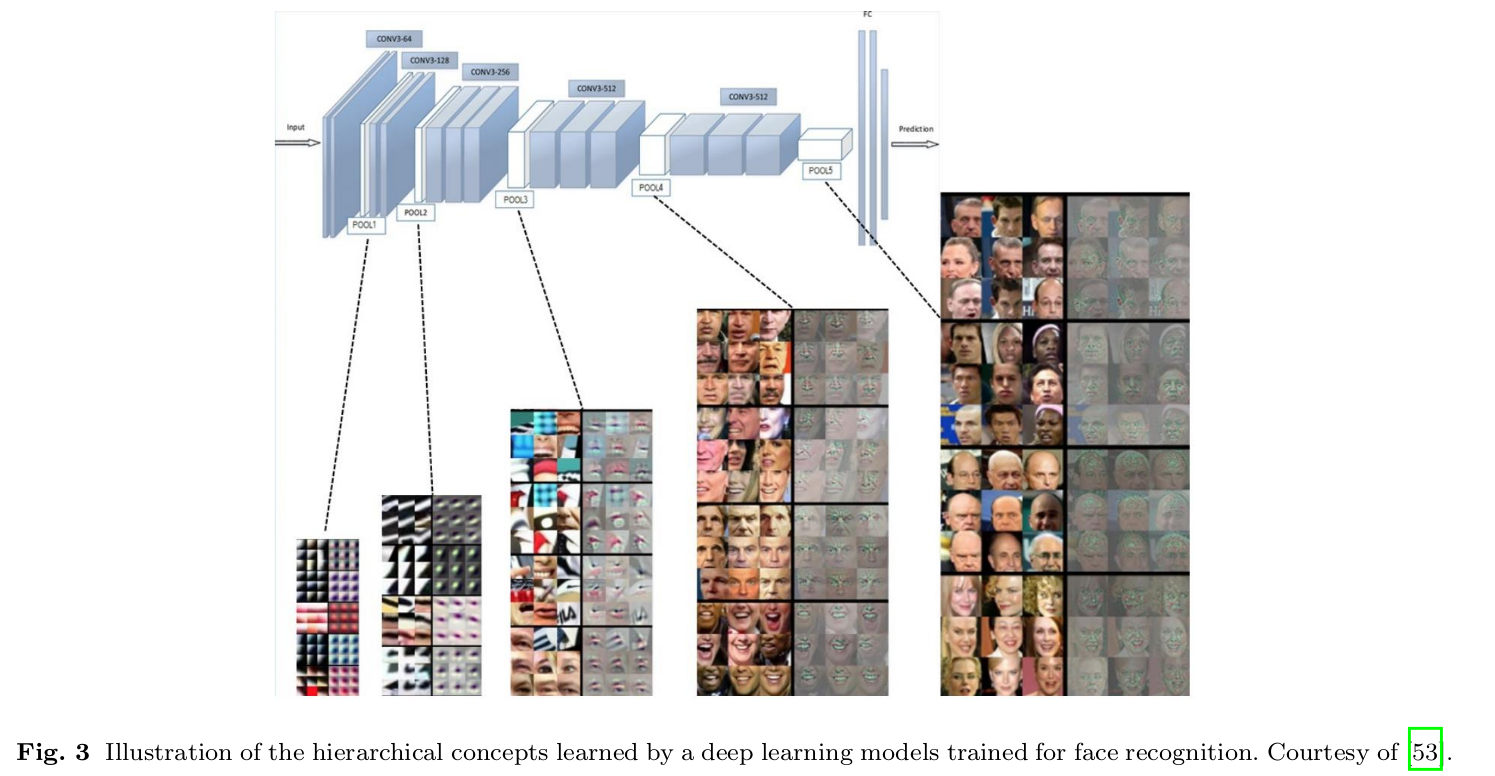 FC
CONV3-64
CONV3-128
CONV3-256
CONV3-512
CONV3-512
Input
Prediction
POOL1
POOL2
POOL3
POOL4
POOL5
Fig. 3 Illustration of the hierarchical concepts learned by a deep learning models trained for face recognition. Courtesy of [53].